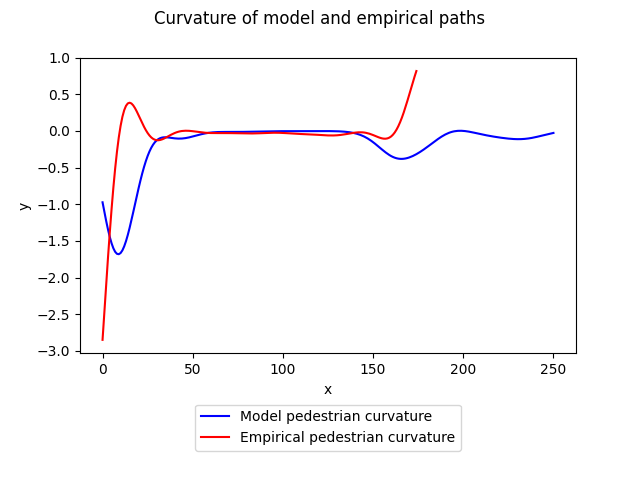 Curvature of model and empirical paths
1.0
0.5
0.0
−0.5
−1.0
−1.5
−2.0
−2.5
−3.0
y
0 50 100 150 200 250
x
Model pedestrian curvature
Empirical pedestrian curvature